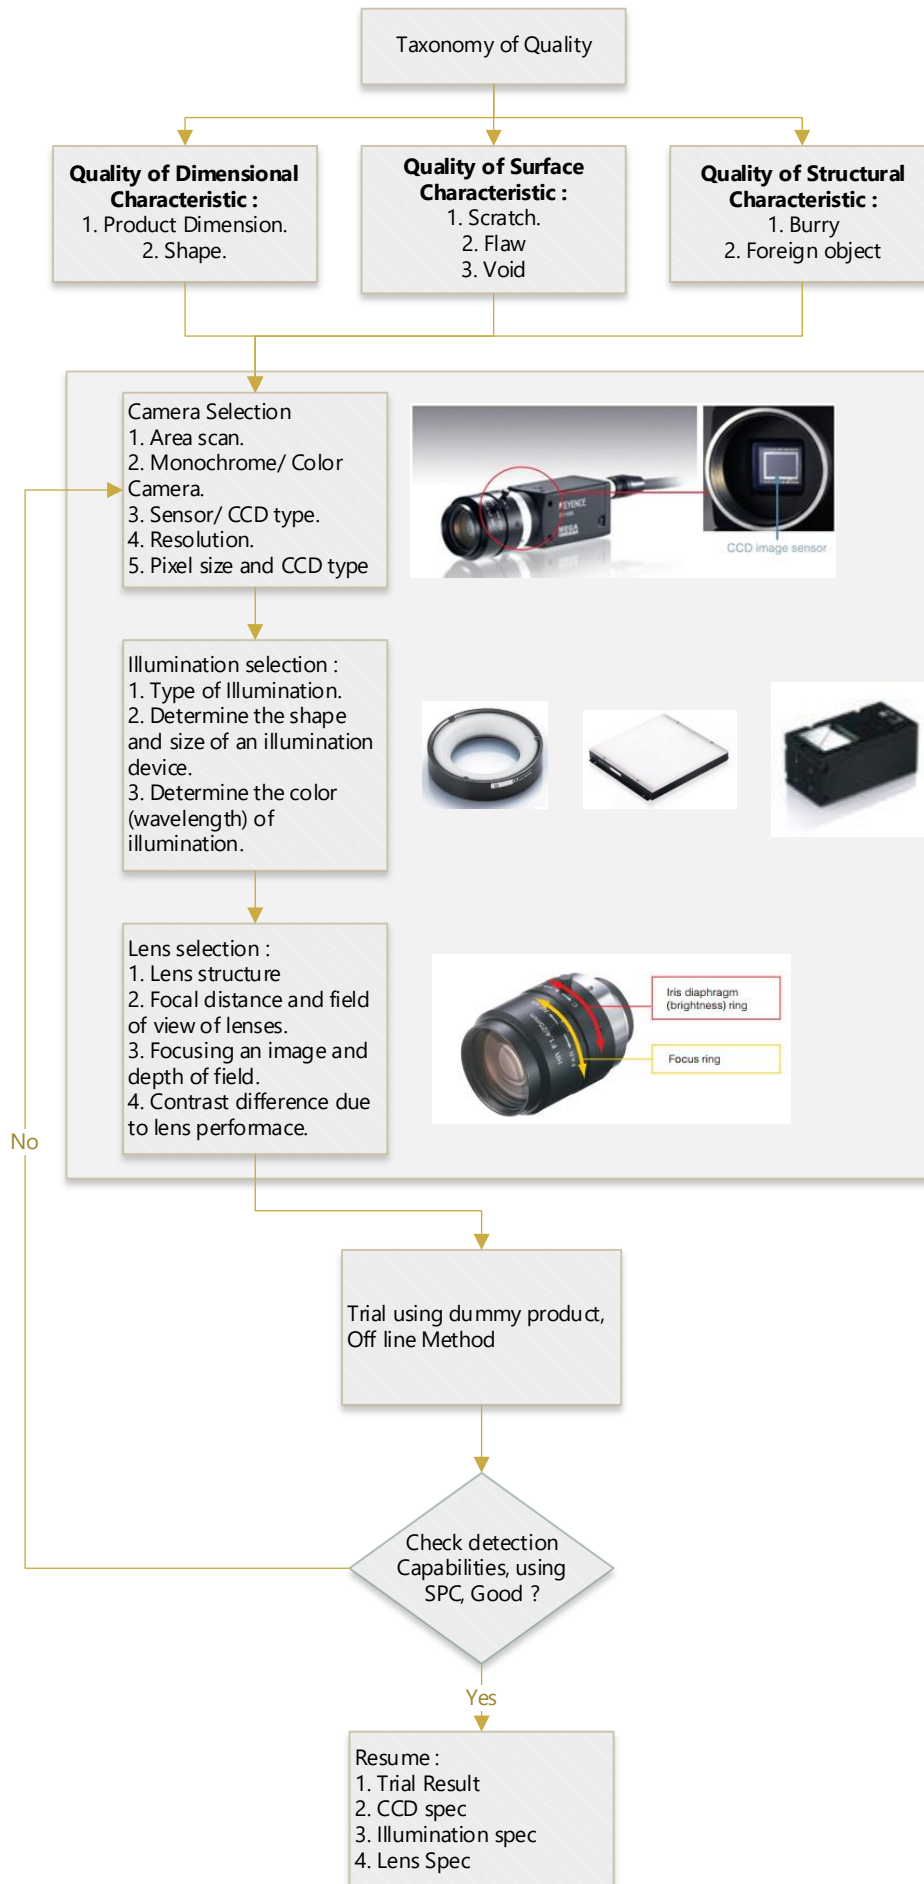 Taxonomy of Quality
Quality of Dimensional
Characteristic :
1. Product Dimension.
2. Shape.
Quality of Surface
Characteristic :
1. Scratch.
2. Flaw
3. Void
Quality of Structural
Characteristic :
1. Burry
2. Foreign object
Camera Selection
1. Area scan.
2. Monochrome/ Color
Camera.
3. Sensor/ CCD type.
4. Resolution.
5. Pixel size and CCD type
KEYENCE
MEGA
CCD image sensor
Illumination selection :
1. Type of Illumination.
2. Determine the shape
and size of an illumination
device.
3. Determine the color
(wavelength) of
illumination.
Lens selection :
1. Lens structure
2. Focal distance and field
of view of lenses.
3. Focusing an image and
depth of field.
4. Contrast difference due
to lens performace.
Iris diaphragm
(brightness) ring
Focus ring
FAR
No
Trial using dummy product,
Off line Method
Check detection
Capabilities, using
SPC, Good ?
Yes
Resume :
1. Trial Result
2. CCD spec
3. Illumination spec
4. Lens Spec